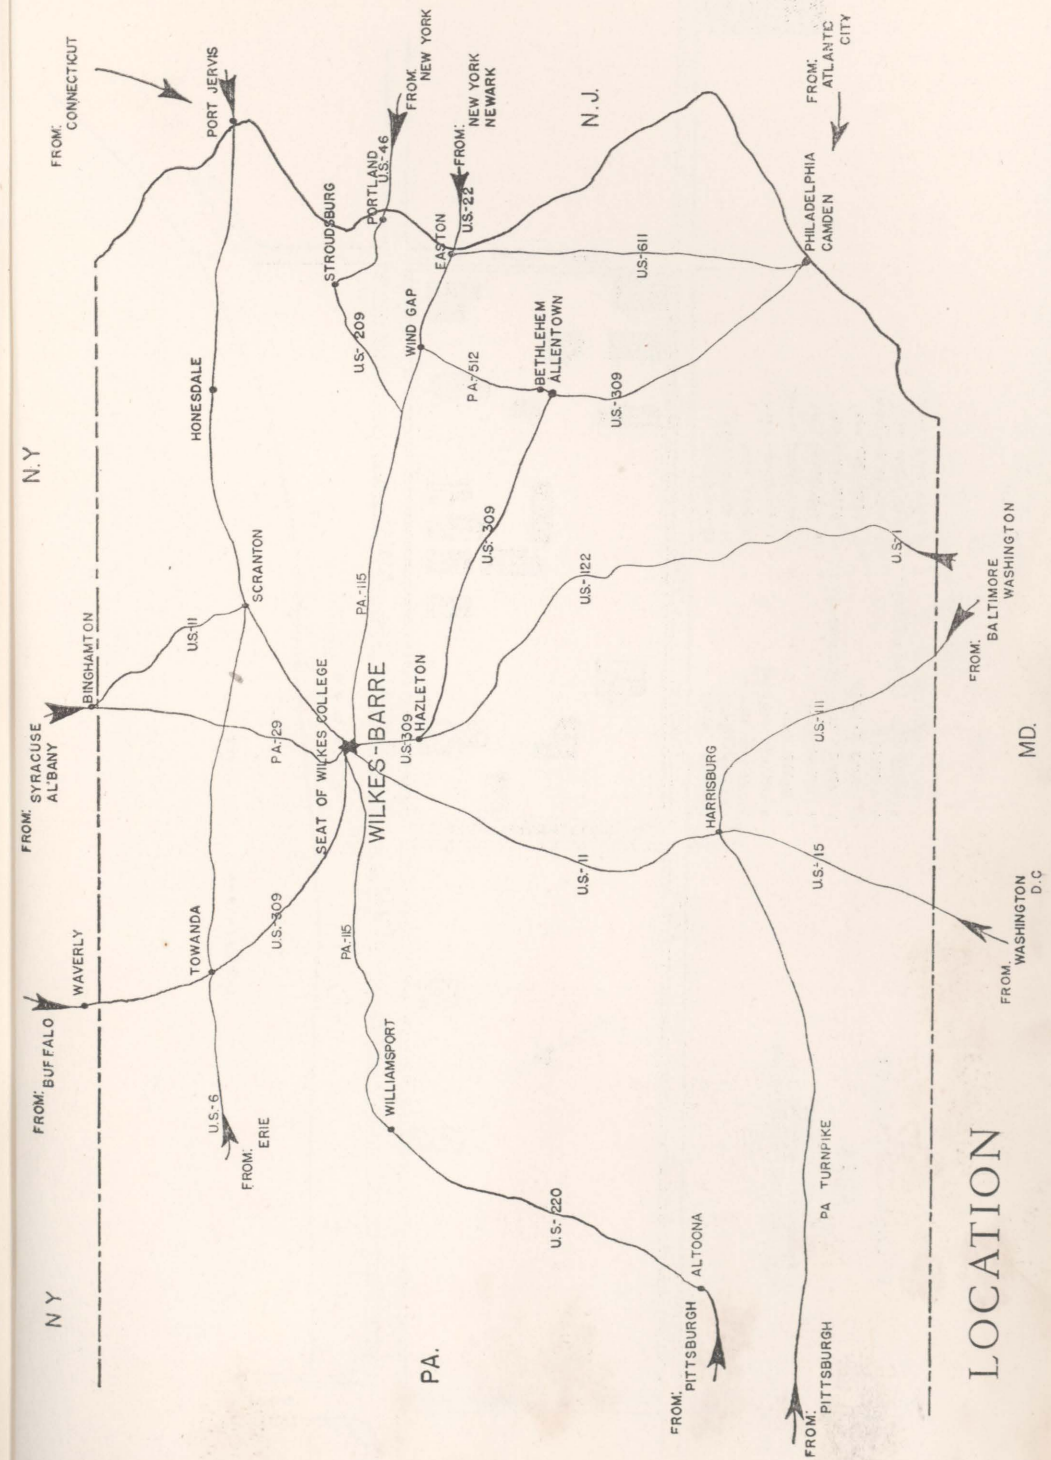 N Y
N.Y
FROM:
BUFFALO
WAVERLY
FROM:
SYRACUSE
AL'BANY
BINGHAMTON
FROM:
CONNECTICUT
PORT JERVIS
U.S.-6
FROM:
ERIE
TOWANDA
U.S.-309
PA.-29
U.S.-11
SCRANTON
HONESDALE
STROUDSBURG
PORTLAND
U.S.-46
FROM:
NEW YORK
FROM:
NEW YORK
NEWARK
U.S.-22
EASTON
U.S.-209
WIND GAP
SEAT OF WILKES COLLEGE
WILKES-BARRE
PA.-115
PA.-115
WILLIAMSPORT
U.S.-309
HAZLETON
PA.-512
BETHLEHEM
ALLENTOWN
N.J.
U.S.-309
U.S.-309
U.S.-611
U.S.-122
U.S.-1
PHILADELPHIA
CAMDEN
FROM:
ATLANTIC
CITY
PA.
U.S.-220
ALTOONA
FROM:
PITTSBURGH
U.S.-11
HARRISBURG
U.S.-111
U.S.-15
PA TURNPIKE
FROM:
PITTSBURGH
FROM:
BALTIMORE
WASHINGTON
FROM:
WASHINGTON
D.C
MD.
LOCATION